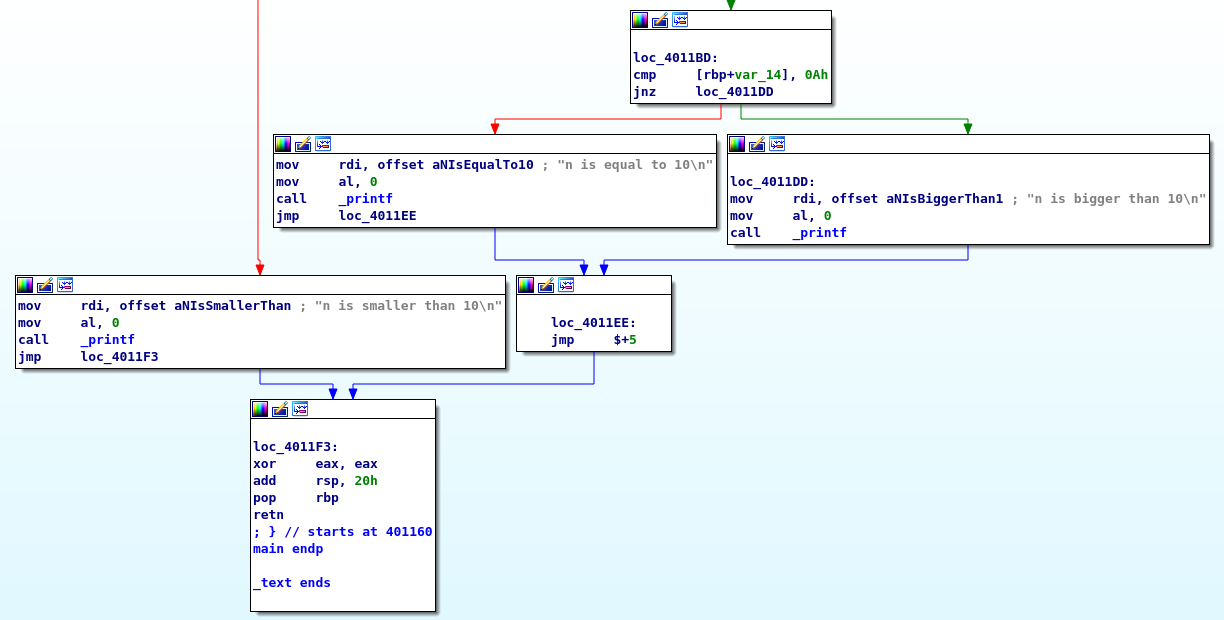 loc_4011BD:
cmp     [rbp+var_14], 0Ah
jnz     loc_4011DD
mov     rdi, offset aNIsEqualTo10 ; "n is equal to 10\n"
mov     al, 0
call    _printf
jmp     loc_4011EE
loc_4011DD:
mov     rdi, offset aNIsBiggerThan1 ; "n is bigger than 10\n"
mov     al, 0
call    _printf
mov     rdi, offset aNIsSmallerThan ; "n is smaller than 10\n"
mov     al, 0
call    _printf
jmp     loc_4011F3
loc_4011EE:
jmp     $+5
loc_4011F3:
xor     eax, eax
add     rsp, 20h
pop     rbp
retn
; } // starts at 401160
main endp
_text ends